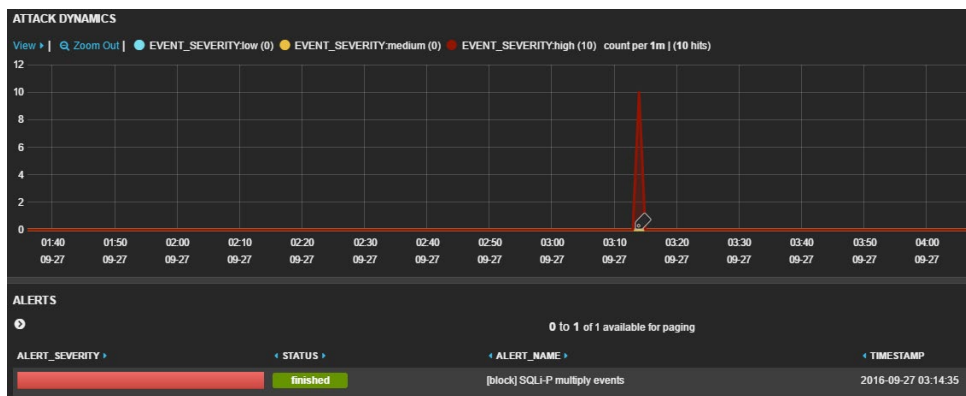 ATTACK DYNAMICS
View | Zoom Out | EVENT_SEVERITY:low (0) EVENT_SEVERITY:medium (0) EVENT_SEVERITY:high (10) count per 1m | (10 hits)
12
10
8
6
4
2
0
01:40 01:50 02:00 02:10 02:20 02:30 02:40 02:50 03:00 03:10 03:20 03:30 03:40 03:50 04:00
09-27 09-27 09-27 09-27 09-27 09-27 09-27 09-27 09-27 09-27 09-27 09-27 09-27 09-27 09-27
ALERTS
0 to 1 of 1 available for paging
ALERT_SEVERITY STATUS ALERT_NAME TIMESTAMP
finished [block] SQLi-P multiply events 2016-09-27 03:14:35